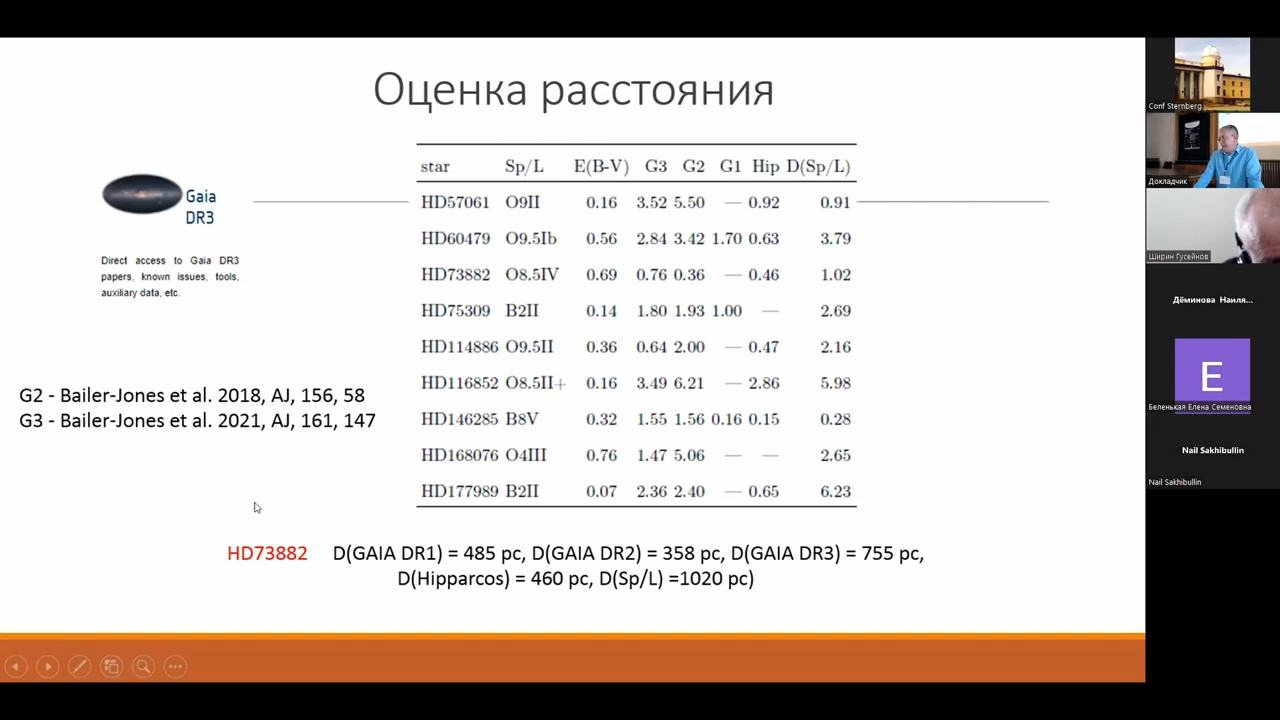 Оценка расстояния
Gaia
DR3
Direct access to Gaia DR3
papers, known issues, tools,
auxiliary data, etc.
star Sp/L E(B-V) G3 G2 G1 Hip D(Sp/L)
HD57061 O9II 0.16 3.52 5.50 — 0.92 0.91
HD60479 O9.5Ib 0.56 2.84 3.42 1.70 0.63 3.79
HD73882 O8.5IV 0.69 0.76 0.36 — 0.46 1.02
HD75309 B2II 0.14 1.80 1.93 1.00 — 2.69
HD114886 O9.5II 0.36 0.64 2.00 — 0.47 2.16
HD116852 O8.5II+ 0.16 3.49 6.21 — 2.86 5.98
HD146285 B8V 0.32 1.55 1.56 0.16 0.15 0.28
HD168076 O4III 0.76 1.47 5.06 — — 2.65
HD177989 B2II 0.07 2.36 2.40 — 0.65 6.23
G2 - Bailer-Jones et al. 2018, AJ, 156, 58
G3 - Bailer-Jones et al. 2021, AJ, 161, 147
HD73882 D(GAIA DR1) = 485 pc, D(GAIA DR2) = 358 pc, D(GAIA DR3) = 755 pc,
D(Hipparcos) = 460 pc, D(Sp/L) =1020 pc)
Conf Sternberg
Докладчик
Ширин Гусейнов
Дёминова Наиля...
E
Беленькая Елена Семеновна
Nail Sakhibullin
Nail Sakhibullin